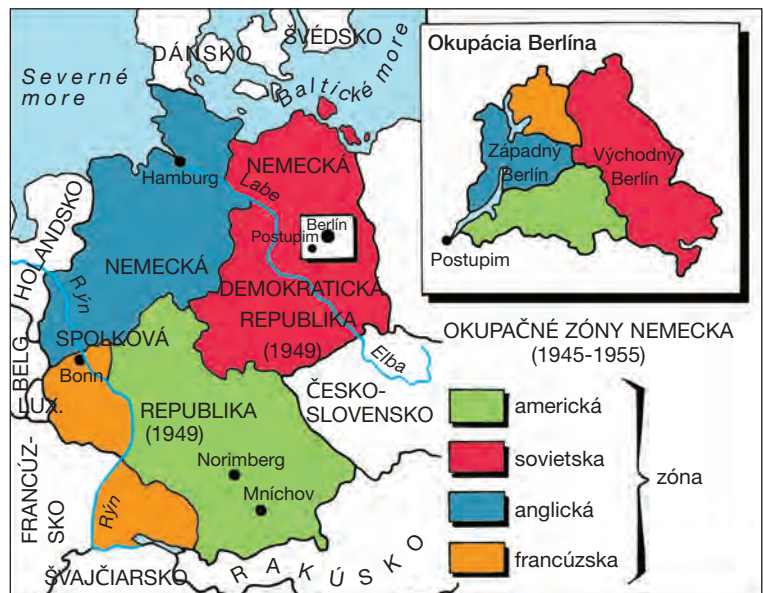 ŠVÉDSKO
DÁNSKO
Severné
more
Baltické more
Hamburg
NEMECKÁ
Labe
Berlín
Postupim
HOLANDSKO
Rýn
NEMECKÁ
DEMOKRATICKÁ
REPUBLIKA
(1949)
SPOLKOVÁ
Elba
BELG.
Bonn
LUX.
ČESKO-
SLOVENSKO
REPUBLIKA
(1949)
FRANCÚZ-
SKO
Norimberg
Mníchov
Rýn
ŠVAJČIARSKO
RAKÚSKO
Okupácia Berlína
Západný
Berlín
Východný
Berlín
Postupim
OKUPAČNÉ ZÓNY NEMECKA
(1945-1955)
americká
sovietska
anglická
francúzska
zóna